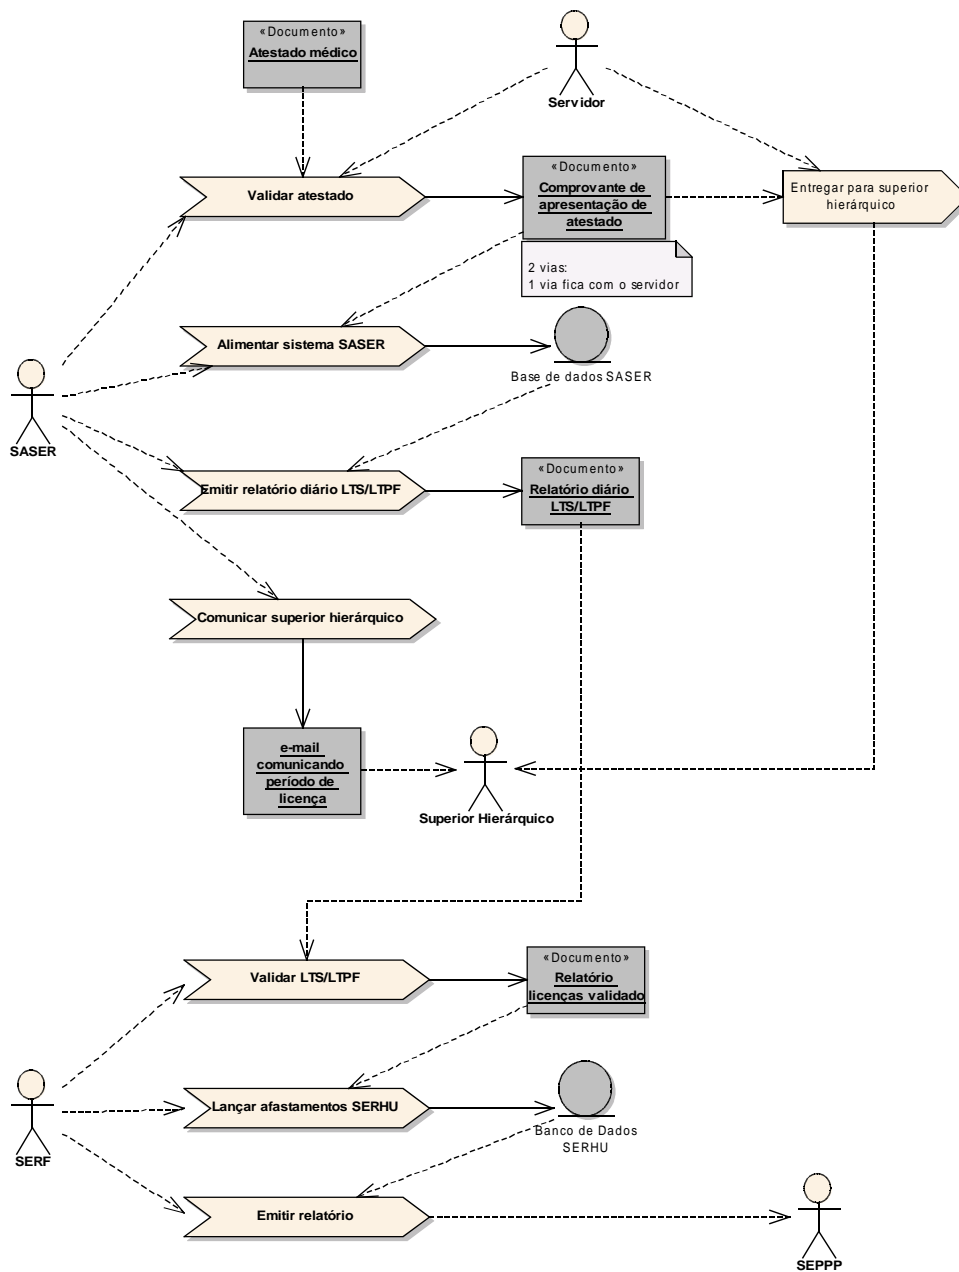 «Documento»
Atestado médico
Servidor
Validar atestado
«Documento»
Comprovante de
apresentação de
atestado
Entregar para superior
hierárquico
2 vias:
1 via fica com o servidor
Alimentar sistema SASER
Base de dados SASER
SASER
Emitir relatório diário LTS/LTPF
«Documento»
Relatório diário
LTS/LTPF
Comunicar superior hierárquico
e-mail
comunicando
período de
licença
Superior Hierárquico
Validar LTS/LTPF
«Documento»
Relatório
licenças validado
Lançar afastamentos SERHU
Banco de Dados
SERHU
SERF
Emitir relatório
SEPPP